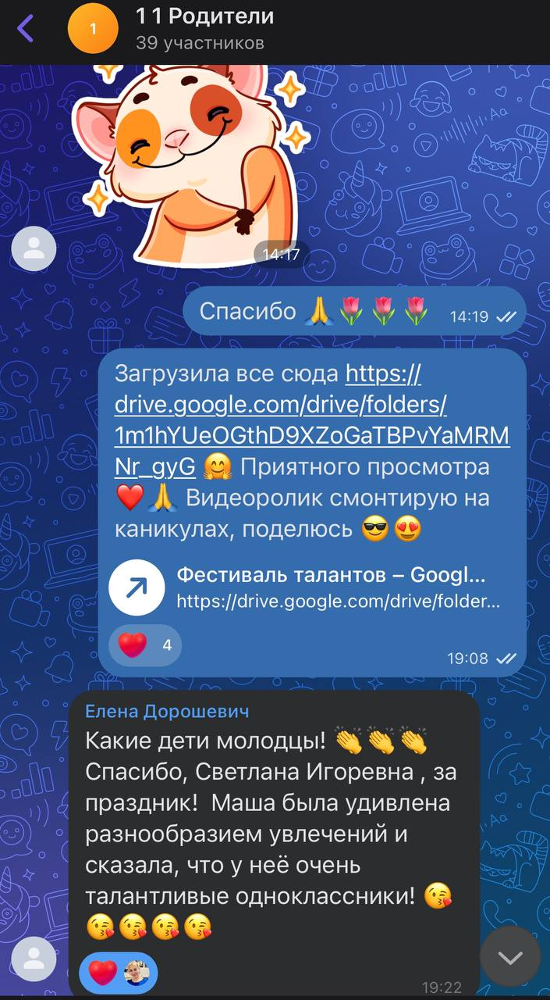 1 1 Родители
1
39 участников
14:17
Спасибо 🙏🌷🌷🌷 14:19
Загрузила все сюда https://
drive.google.com/drive/folders/
1m1hYUeOGthD9XZoGaTBPvYaMRM
Nr_gyG 🤗 Приятного просмотра
❤️🙏 Видеоролик смонтирую на
каникулах, поделюсь 😎😍
Фестиваль талантов – Googl...
https://drive.google.com/drive/folder...
❤️ 4
19:08
Елена Дорошевич
Какие дети молодцы! 👏👏👏
Спасибо, Светлана Игоревна , за
праздник!  Маша была удивлена
разнообразием увлечений и
сказала, что у неё очень
талантливые одноклассники! 😘
😘😘😘😘
19:22